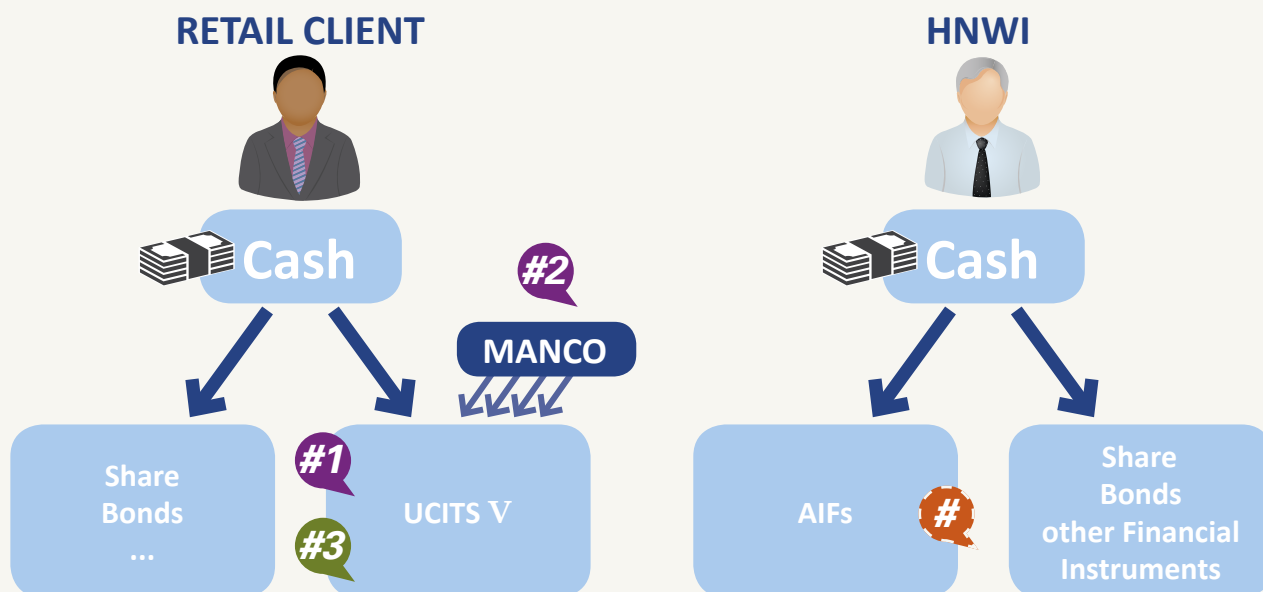 RETAIL CLIENT
HNWI
Cash
Cash
#2
MANCO
#1
#3
Share
Bonds
...
UCITS V
AIFs
#
Share
Bonds
other Financial
Instruments